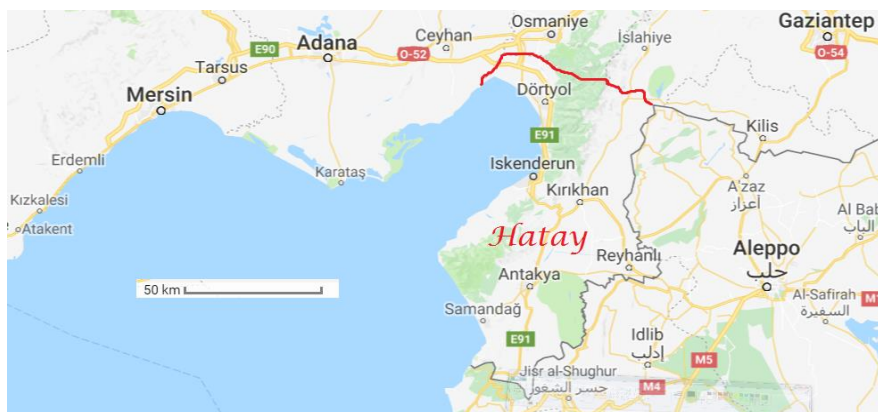 Osmaniye
Gaziantep
E90
Adana
O-52
Ceyhan
İslahiye
O-54
Tarsus
Mersin
Dörtyol
Kilis
E91
Erdemli
Karataş
Iskenderun
A'zaz
أعزاز
Kızkalesi
Kırıkhan
Atakent
Al Bab
الباب
Hatay
Reyhanlı
Aleppo
حلب
50 km
Antakya
Al-Safirah
السفيرة
Samandağ
E91
Idlib
إدلب
M5
Jisr al-Shughur
جسر الشغور
M4